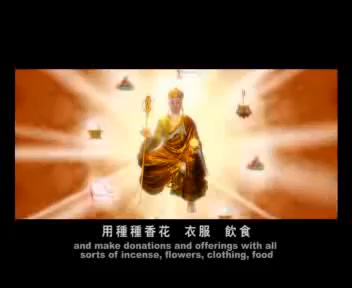 用種種香花 衣服 飲食
and make donations and offerings with all
sorts of incense, flowers, clothing, food